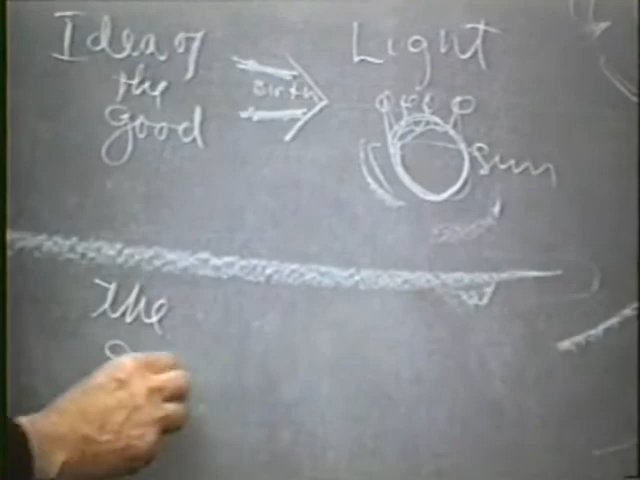 Idea of
the
Good
Birth
Light
Sun
The